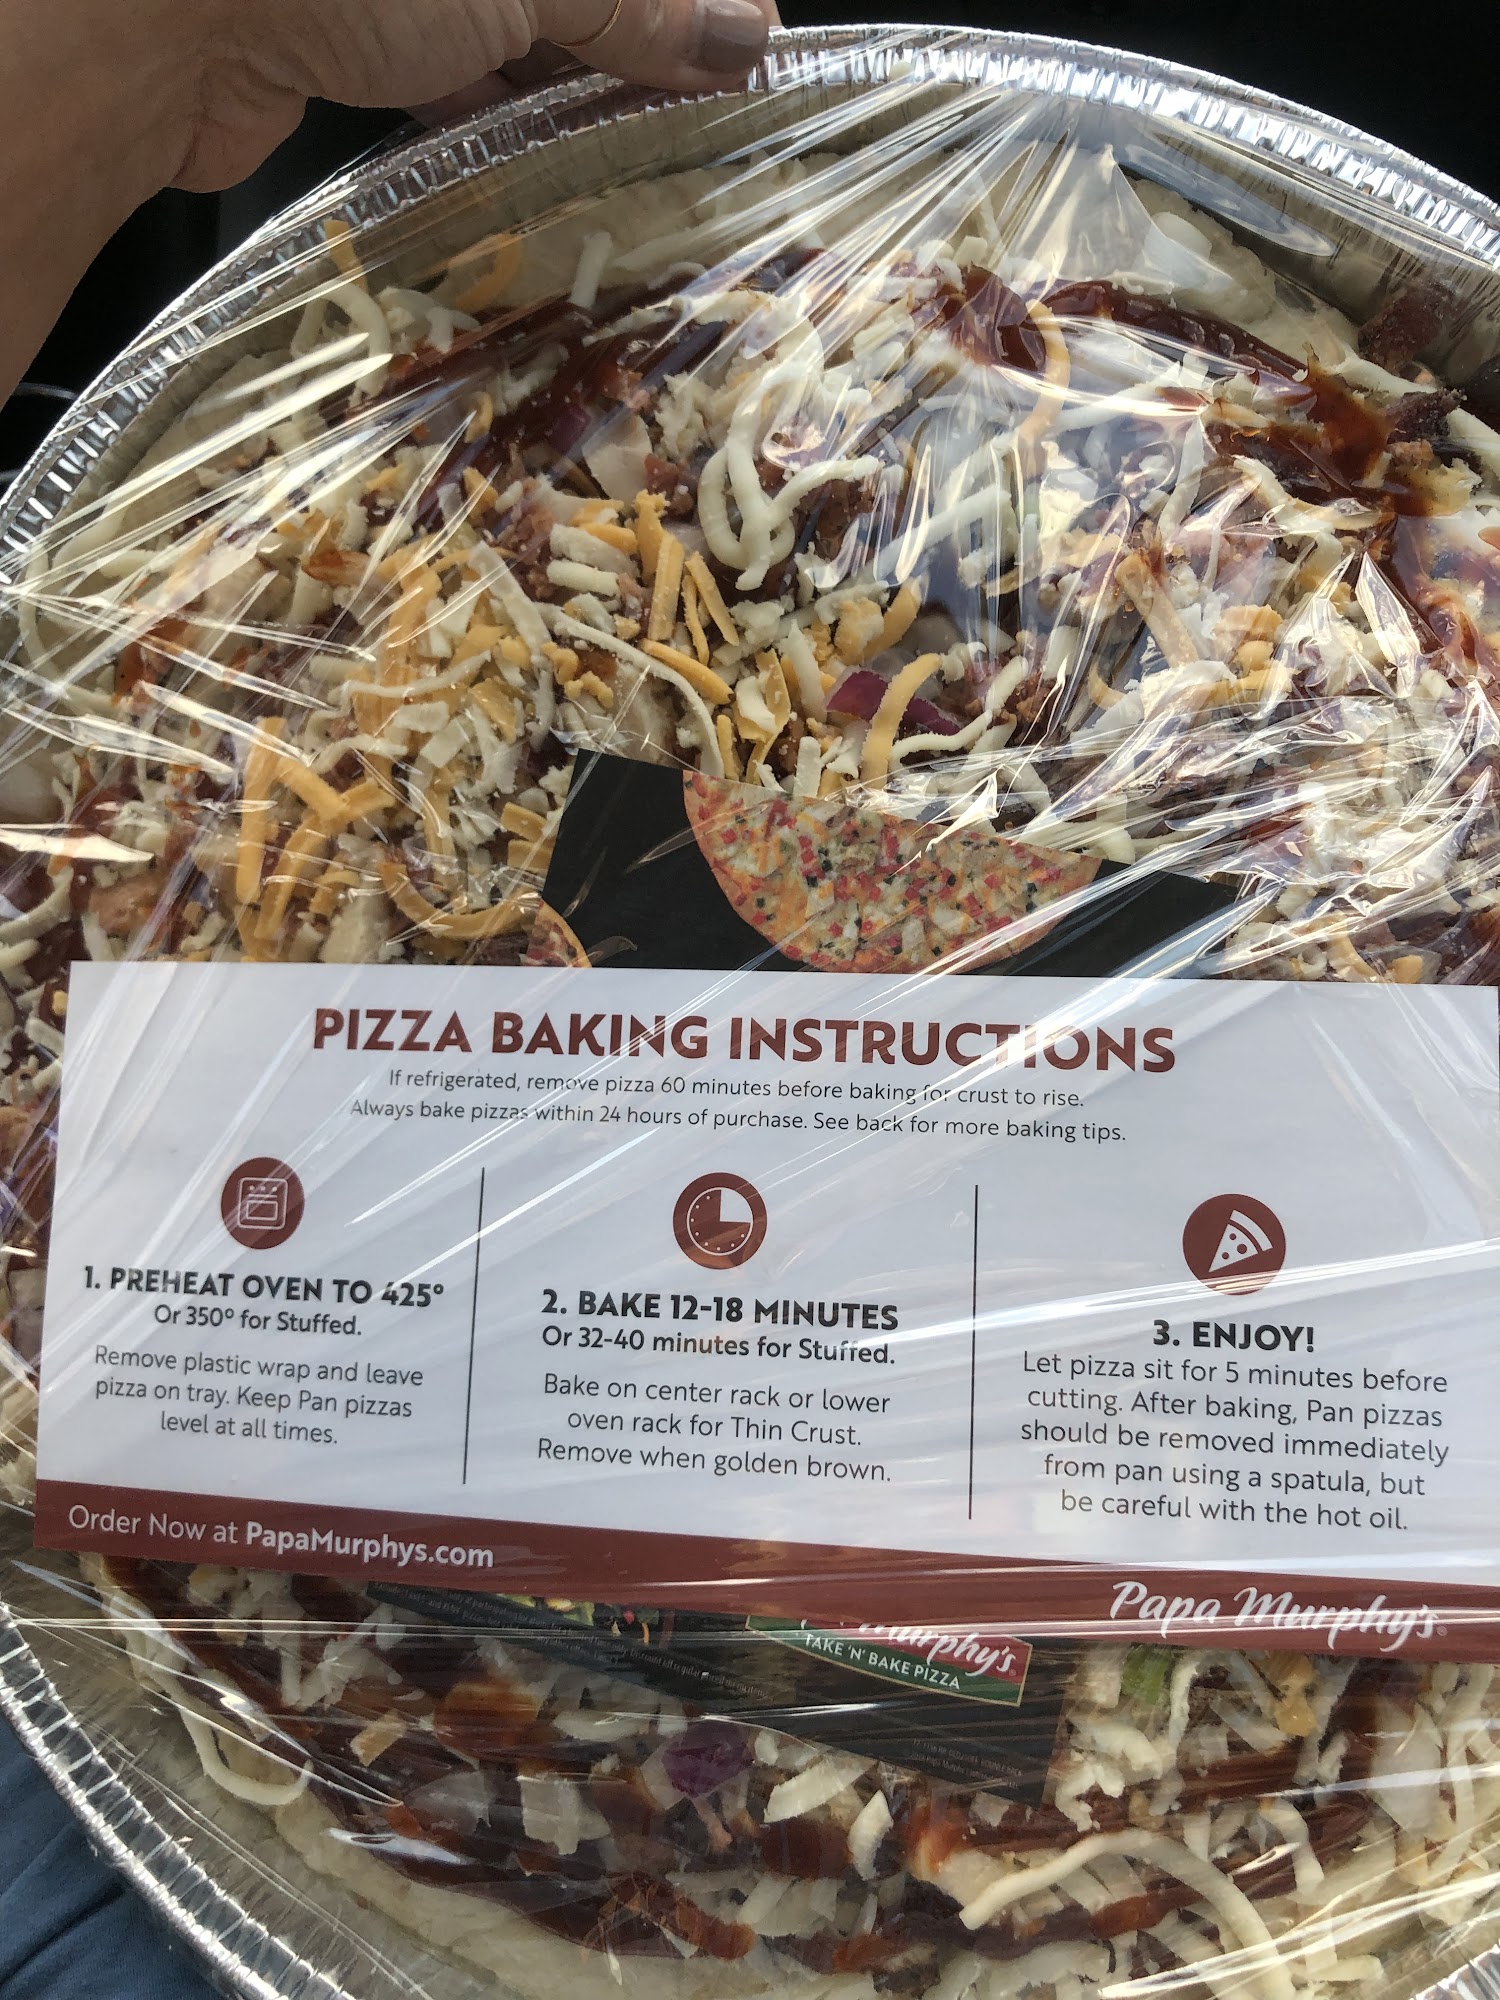 PIZZA BAKING INSTRUCTIONS
If refrigerated, remove pizza 60 minutes before baking for crust to rise.
Always bake pizzas within 24 hours of purchase. See back for more baking tips.
1. PREHEAT OVEN TO 425°
Or 350° for Stuffed.
Remove plastic wrap and leave
pizza on tray. Keep Pan pizzas
level at all times.
2. BAKE 12-18 MINUTES
Or 32-40 minutes for Stuffed.
Bake on center rack or lower
oven rack for Thin Crust.
Remove when golden brown.
3. ENJOY!
Let pizza sit for 5 minutes before
cutting. After baking, Pan pizzas
should be removed immediately
from pan using a spatula, but
be careful with the hot oil.
Order Now at PapaMurphys.com
Papa Murphy's®
Murphy's
TAKE 'N' BAKE PIZZA